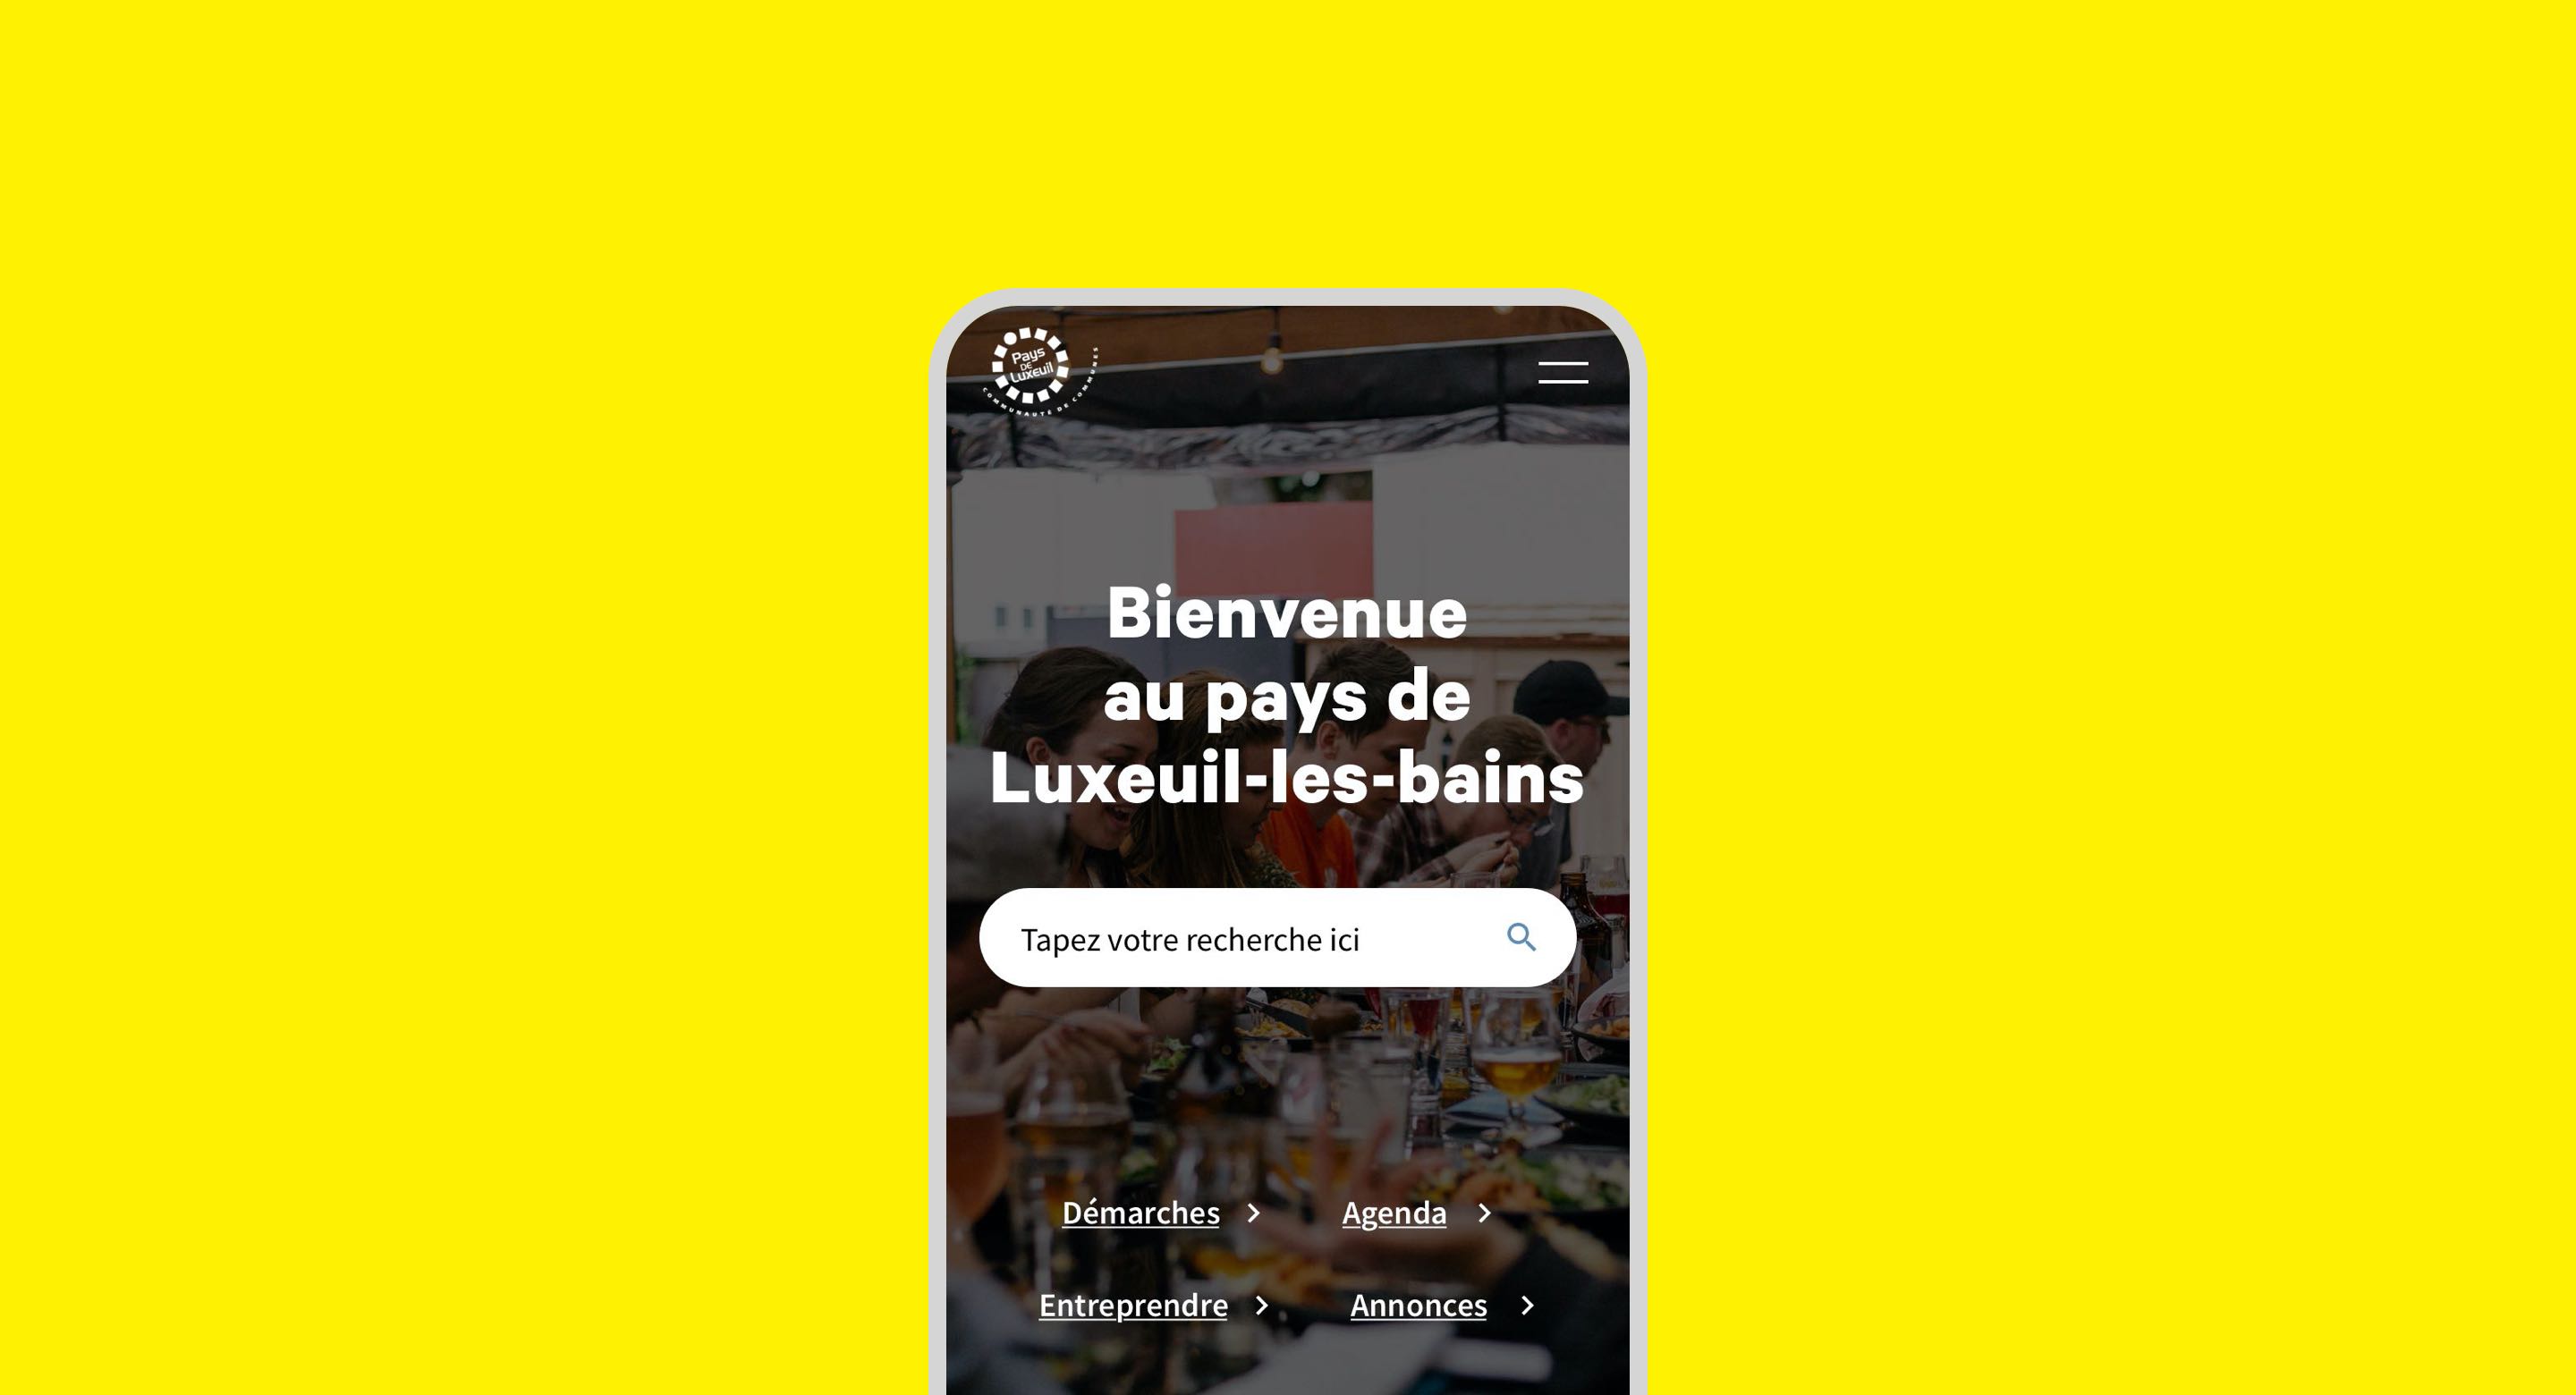 Pays
DE
Luxeuil
COMMUNAUTÉ DE COMMUNES
Bienvenue
au pays de
Luxeuil-les-bains
Tapez votre recherche ici
Démarches
Agenda
Entreprendre
Annonces